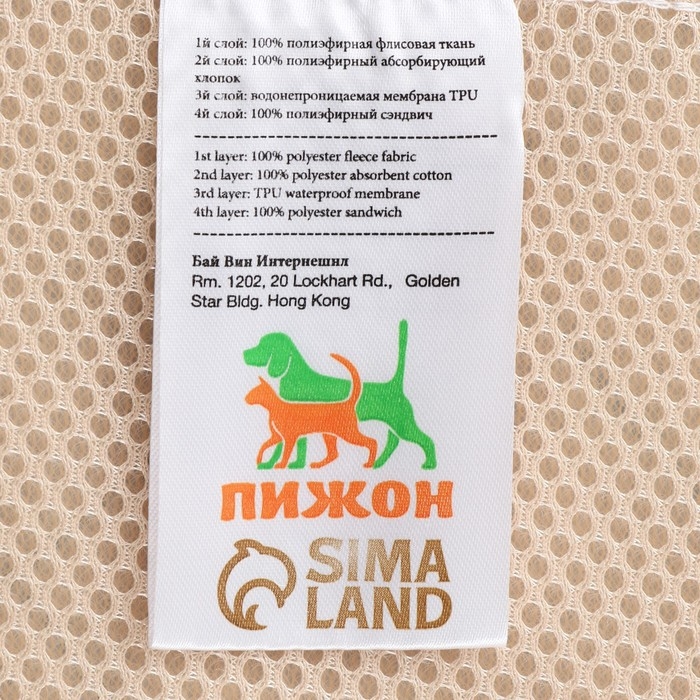 1й слой: 100% полиэфирная флисовая ткань
2й слой: 100% полиэфирный абсорбирующий
хлопок
3й слой: водонепроницаемая мембрана TPU
4й слой: 100% полиэфирный сэндвич
1st layer: 100% polyester fleece fabric
2nd layer: 100% polyester absorbent cotton
3rd layer: TPU waterproof membrane
4th layer: 100% polyester sandwich
Бай Вин Интернешнл
Rm. 1202, 20 Lockhart Rd., Golden
Star Bldg. Hong Kong
ПИЖОН
SIMA
LAND